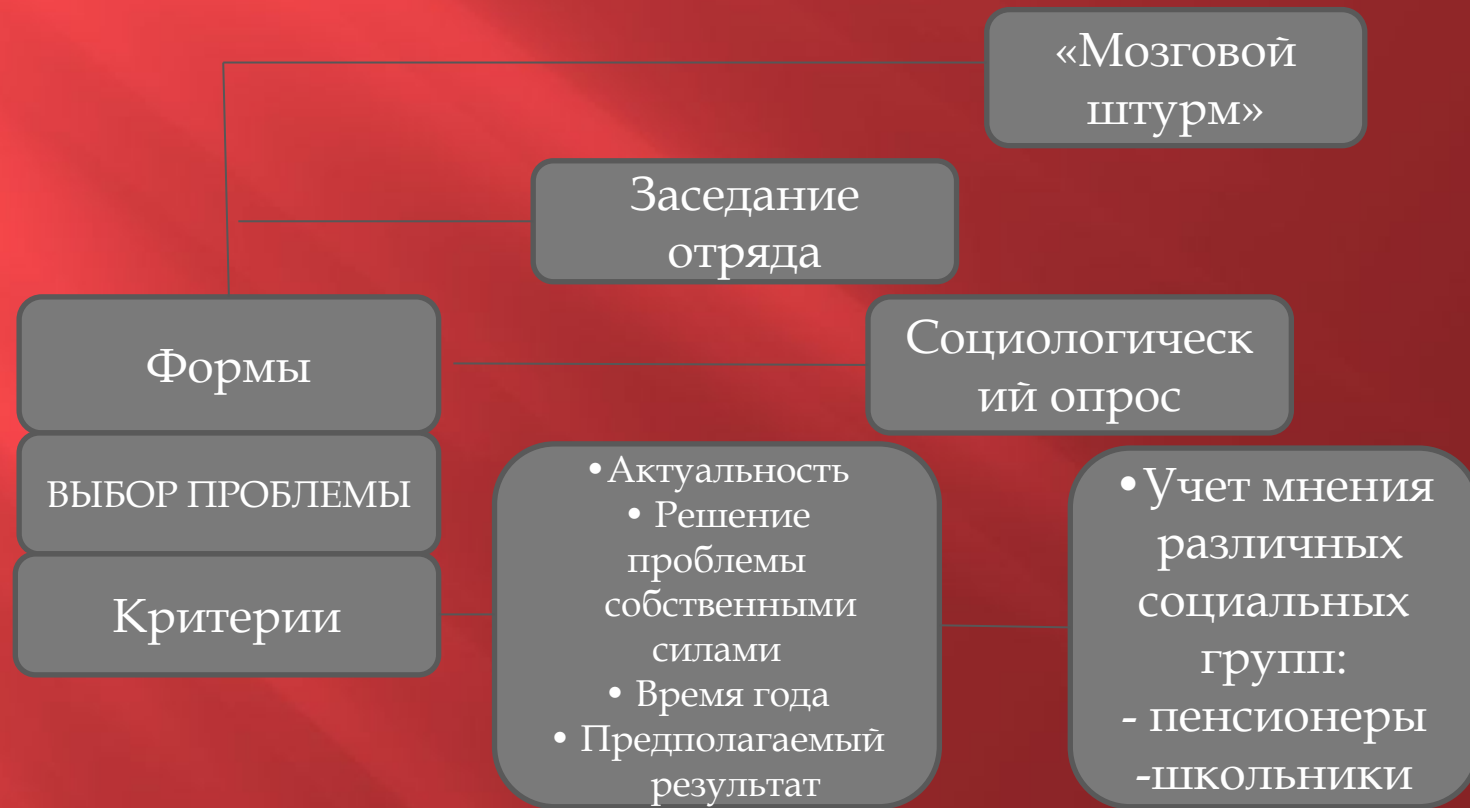 «Мозговой
штурм»
Заседание
отряда
Социологическ
ий опрос
Формы
ВЫБОР ПРОБЛЕМЫ
Критерии
•Актуальность
• Решение
проблемы
собственными
силами
• Время года
• Предполагаемый
результат
•Учет мнения
различных
социальных
групп:
- пенсионеры
-школьники